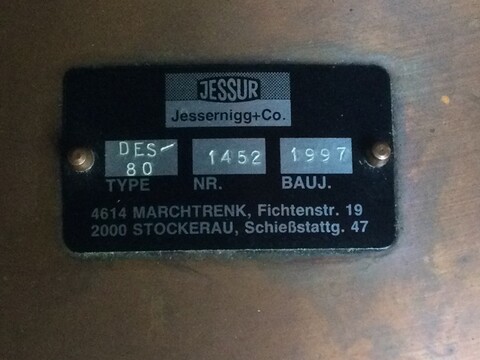 JESSUR
Jessernigg+Co.
DES- 1452 1997
80
TYPE NR. BAUJ.
4614 MARCHTRENK, Fichtenstr. 19
2000 STOCKERAU, Schießstattg. 47